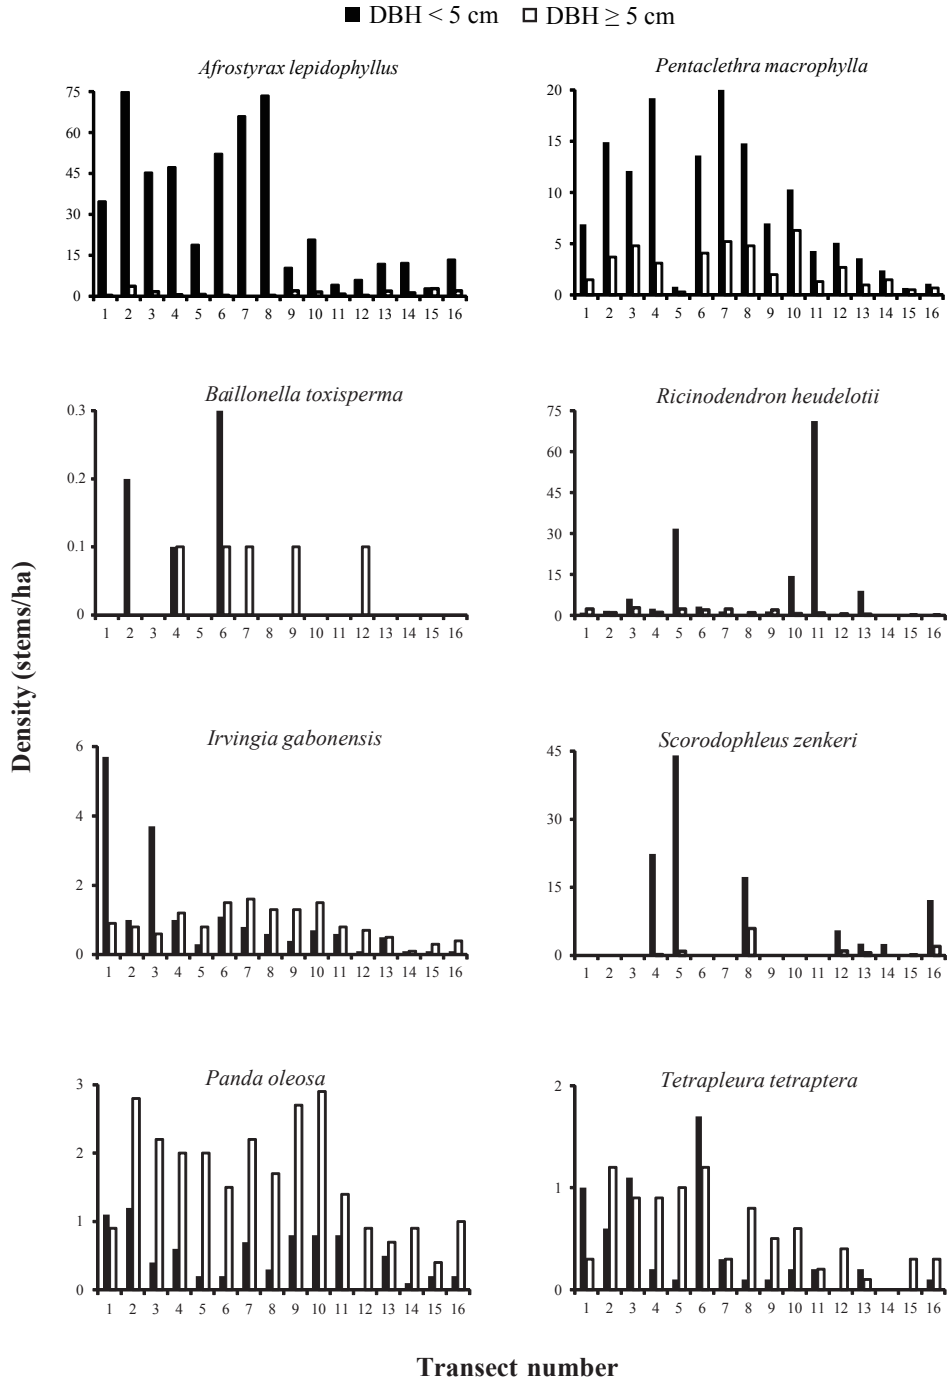 DBH < 5 cm DBH ≥ 5 cm
Afrostyrax lepidophyllus
75
60
45
30
15
0
1 2 3 4 5 6 7 8 9 10 11 12 13 14 15 16
Pentaclethra macrophylla
20
15
10
5
0
1 2 3 4 5 6 7 8 9 10 11 12 13 14 15 16
Baillonella toxisperma
0.3
0.2
0.1
0
1 2 3 4 5 6 7 8 9 10 11 12 13 14 15 16
Ricinodendron heudelotii
75
60
45
30
15
0
1 2 3 4 5 6 7 8 9 10 11 12 13 14 15 16
Density (stems/ha)
Irvingia gabonensis
6
4
2
0
1 2 3 4 5 6 7 8 9 10 11 12 13 14 15 16
Scorodophleus zenkeri
45
30
15
0
1 2 3 4 5 6 7 8 9 10 11 12 13 14 15 16
Panda oleosa
3
2
1
0
1 2 3 4 5 6 7 8 9 10 11 12 13 14 15 16
Tetrapleura tetraptera
2
1
0
1 2 3 4 5 6 7 8 9 10 11 12 13 14 15 16
Transect number